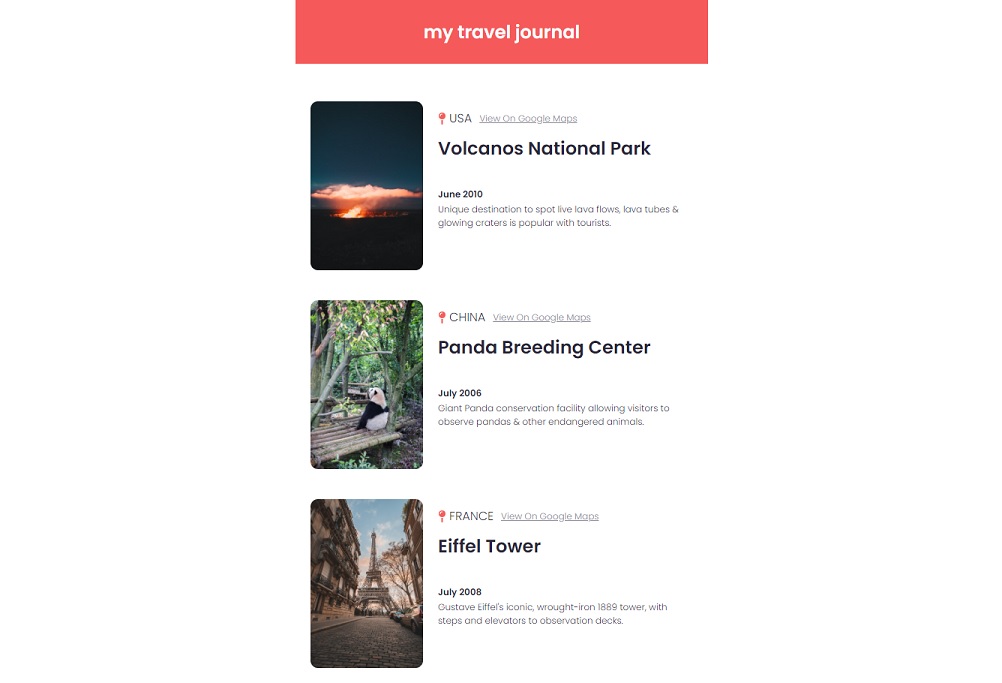 my travel journal
USA View On Google Maps
Volcanos National Park
June 2010
Unique destination to spot live lava flows, lava tubes &
glowing craters is popular with tourists.
CHINA View On Google Maps
Panda Breeding Center
July 2006
Giant Panda conservation facility allowing visitors to
observe pandas & other endangered animals.
FRANCE View On Google Maps
Eiffel Tower
July 2008
Gustave Eiffel's iconic, wrought-iron 1889 tower, with
steps and elevators to observation decks.